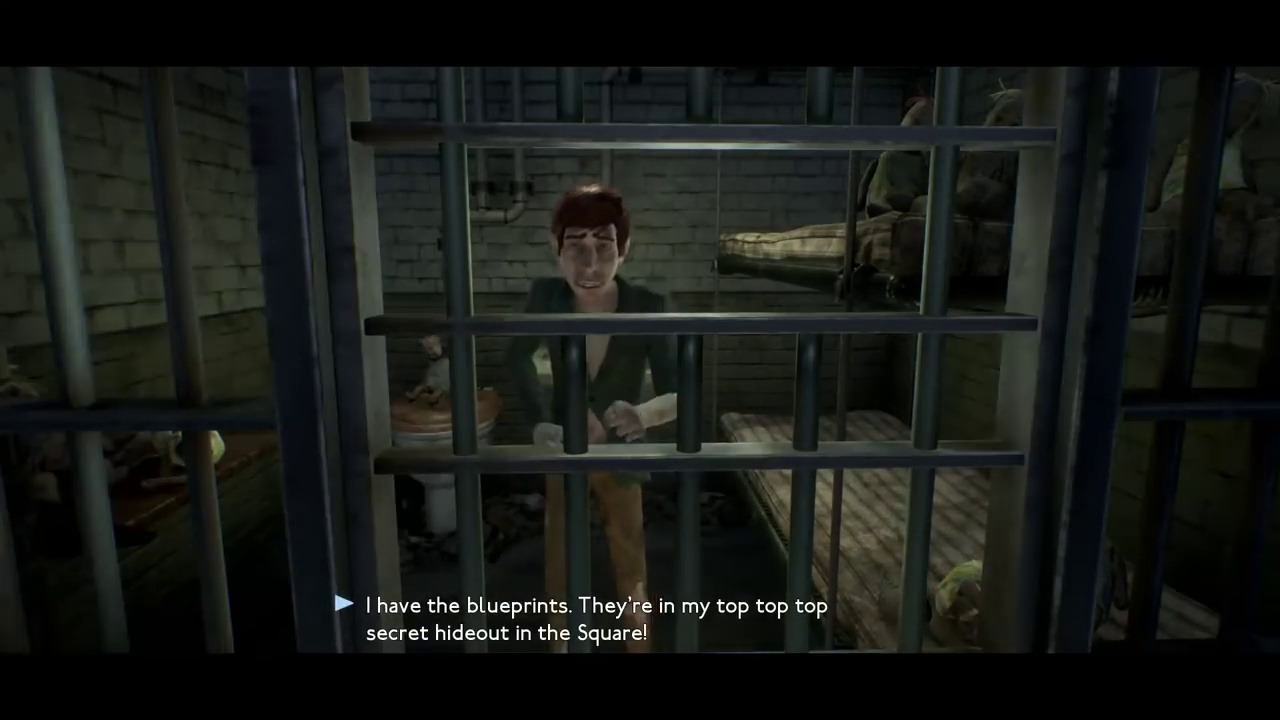 I have the blueprints. They're in my top top top
secret hideout in the Square!